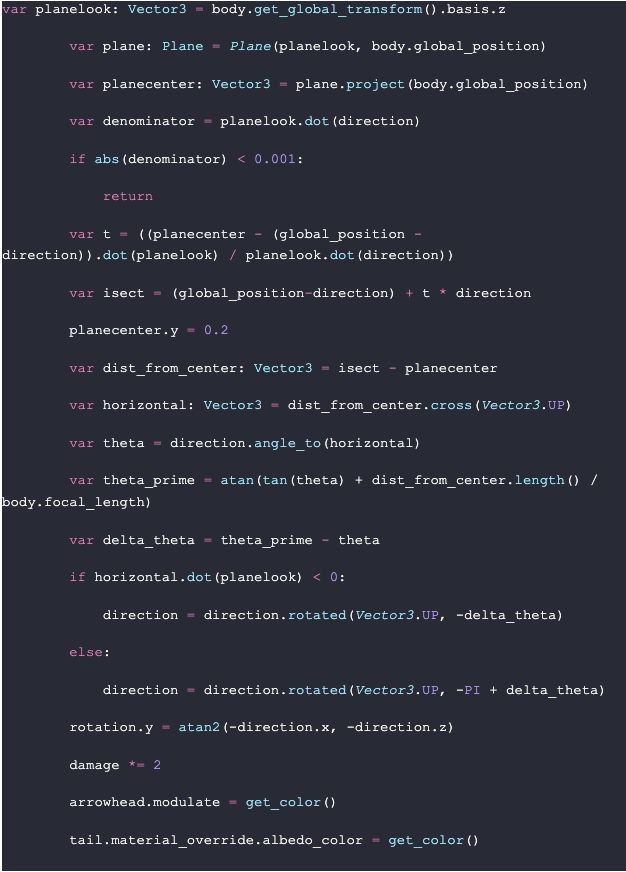 var planelook: Vector3 = body.get_global_transform().basis.z
var plane: Plane = Plane(planelook, body.global_position)
var planecenter: Vector3 = plane.project(body.global_position)
var denominator = planelook.dot(direction)
if abs(denominator) < 0.001:
return
var t = ((planecenter - (global_position -
direction)).dot(planelook) / planelook.dot(direction))
var isect = (global_position-direction) + t * direction
planecenter.y = 0.2
var dist_from_center: Vector3 = isect - planecenter
var horizontal: Vector3 = dist_from_center.cross(Vector3.UP)
var theta = direction.angle_to(horizontal)
var theta_prime = atan(tan(theta) + dist_from_center.length() /
body.focal_length)
var delta_theta = theta_prime - theta
if horizontal.dot(planelook) < 0:
direction = direction.rotated(Vector3.UP, -delta_theta)
else:
direction = direction.rotated(Vector3.UP, -PI + delta_theta)
rotation.y = atan2(-direction.x, -direction.z)
damage *= 2
arrowhead.modulate = get_color()
tail.material_override.albedo_color = get_color()